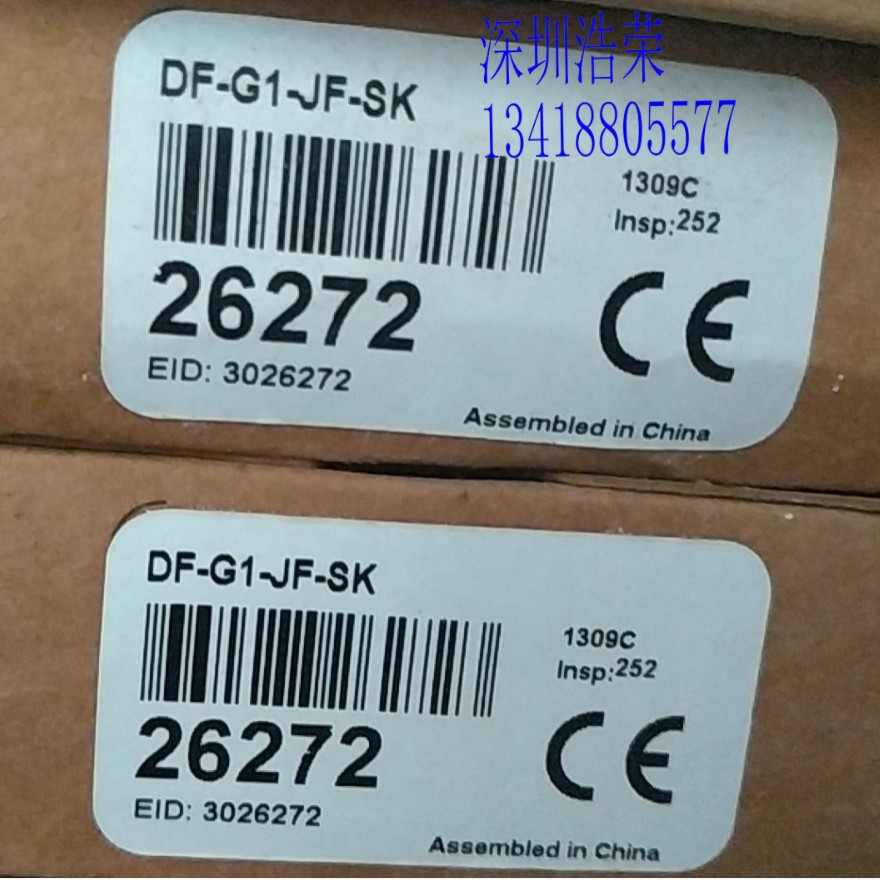 深圳浩荣
13418805577
DF-G1-JF-SK
1309C
Insp:252
26272
EID: 3026272
CE
Assembled in China
DF-G1-JF-SK
1309C
Insp:252
26272
EID: 3026272
CE
Assembled in China